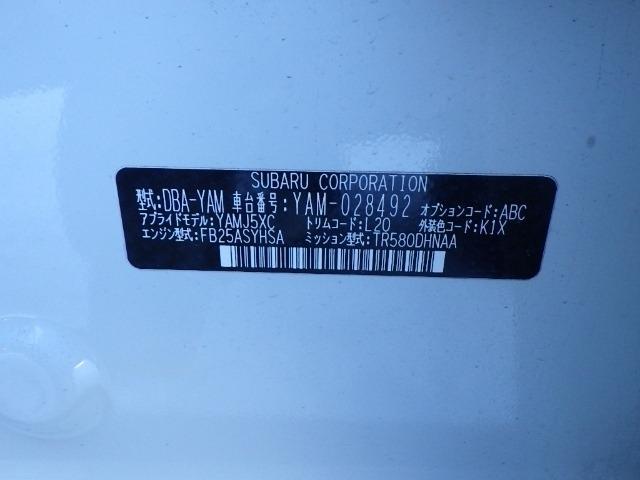 SUBARU CORPORATION
型式:DBA-YAM 車台番号:YAM-028492 オプションコード:ABC
アプライドモデル:YAMJ5XC トリムコード:L20 外装色コード:K1X
エンジン型式:FB25ASYHSA ミッション型式:TR580DHNAA